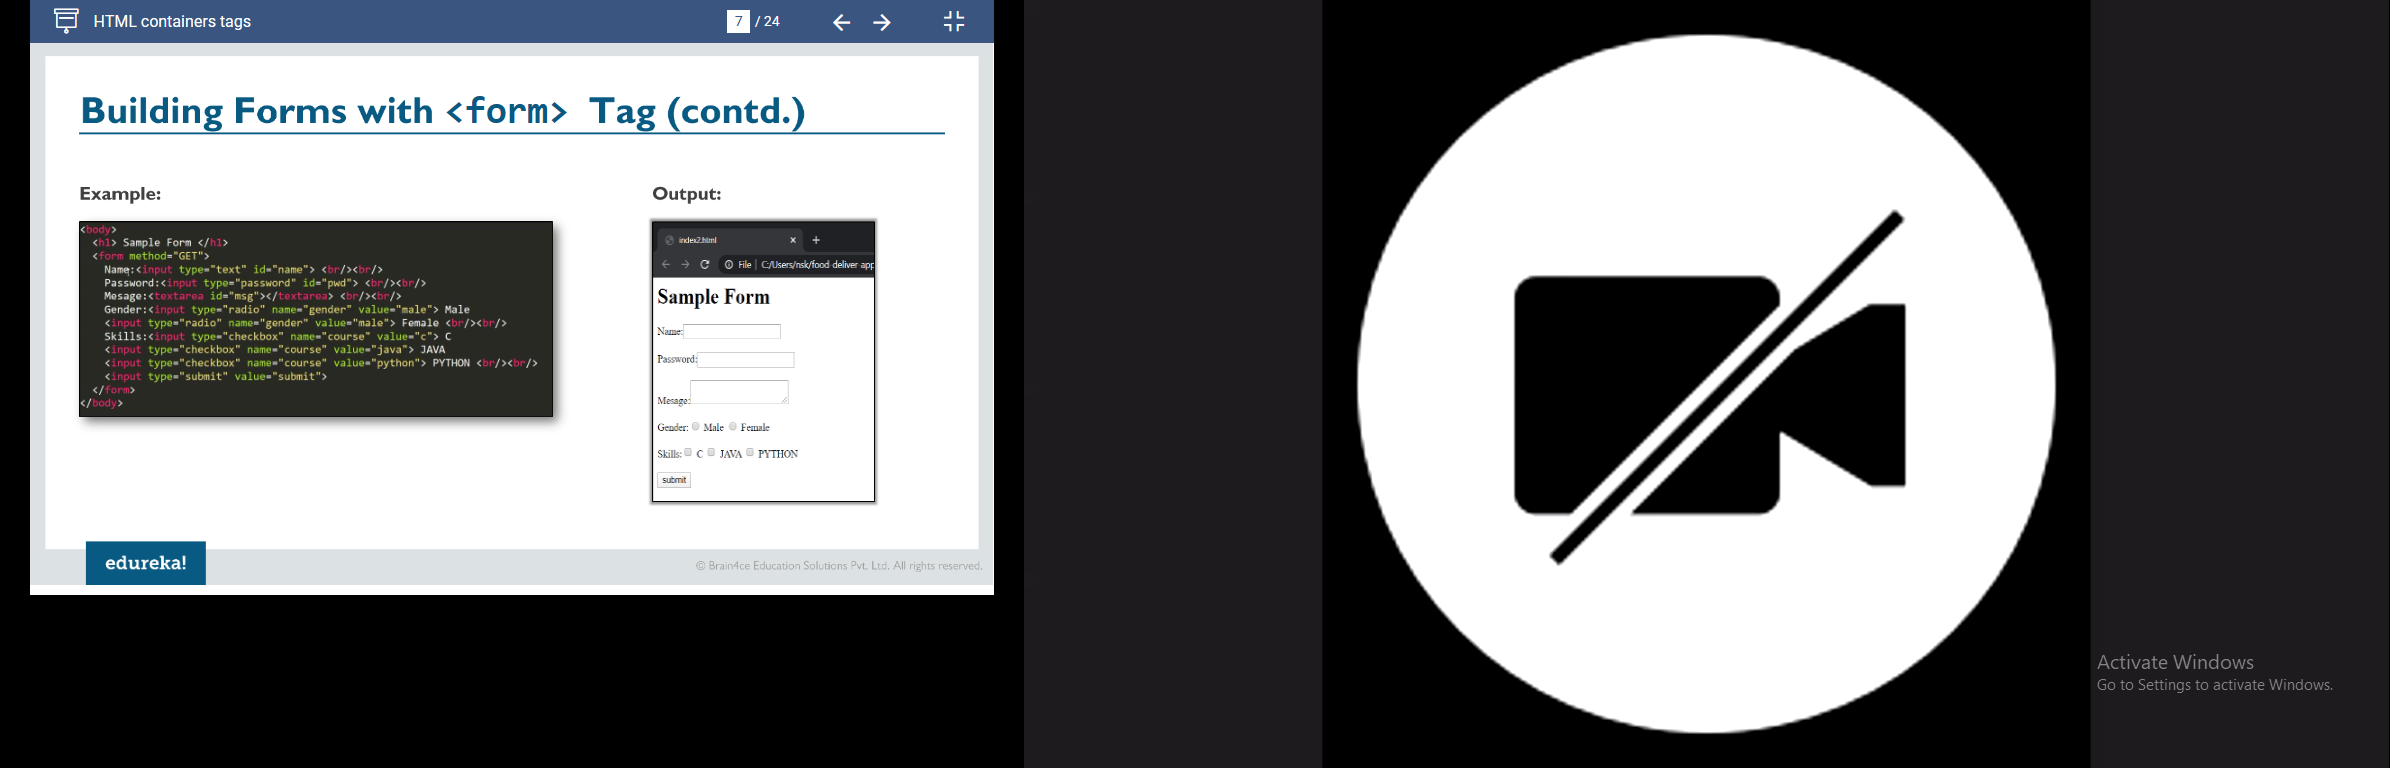 HTML containers tags
7 / 24
Building Forms with <form> Tag (contd.)
Example:
Output:
<body>
<h1> Sample Form </h1>
<form method="GET">
Name:<input type="text" id="name"> <br/><br/>
Password:<input type="password" id="pwd"> <br/><br/>
Mesage:<textarea id="msg"></textarea> <br/><br/>
Gender:<input type="radio" name="gender" value="male"> Male
<input type="radio" name="gender" value="male"> Female <br/><br/>
Skills:<input type="checkbox" name="course" value="c"> C
<input type="checkbox" name="course" value="java"> JAVA
<input type="checkbox" name="course" value="python"> PYTHON <br/><br/>
<input type="submit" value="submit">
</form>
</body>
index2.html
File | C:/Users/nsk/food-deliver app
Sample Form
Name:
Password:
Mesage:
Gender: Male Female
Skills: C JAVA PYTHON
submit
edureka!
© Brain4ce Education Solutions Pvt. Ltd. All rights reserved.
Activate Windows
Go to Settings to activate Windows.